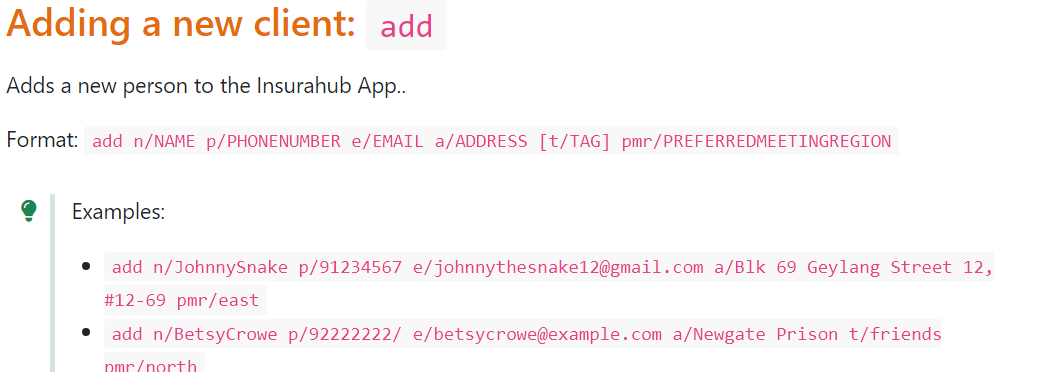 Adding a new client: add
Adds a new person to the Insurahub App..
Format: add n/NAME p/PHONENUMBER e/EMAIL a/ADDRESS [t/TAG] pmr/PREFERREDMEETINGREGION
Examples:
add n/JohnnySnake p/91234567 e/johnnythesnake12@gmail.com a/Blk 69 Geylang Street 12,
#12-69 pmr/east
add n/BetsyCrowe p/92222222/ e/betsycrowe@example.com a/Newgate Prison t/friends
pmr/north